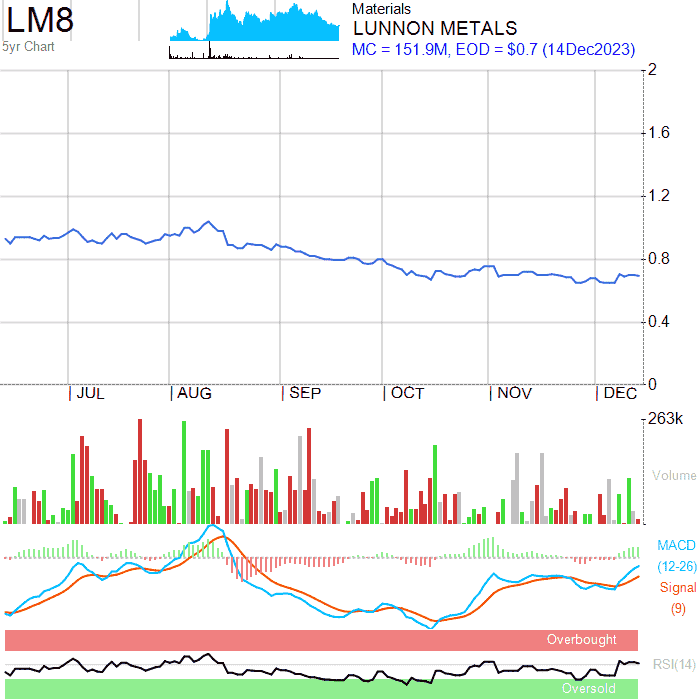 LM8
5yr Chart
Materials
LUNNON METALS
MC = 151.9M, EOD = $0.7 (14Dec2023)
2
1.6
1.2
0.8
0.4
0
JUL AUG SEP OCT NOV DEC
263k
Volume
MACD
(12-26)
Signal
(9)
Overbought
RSI(14)
Oversold